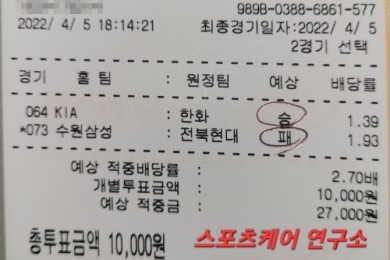 9B9B-0388-6861-577
2022/ 4/ 5 18:14:21 최종경기일자:2022/ 4/ 5
2경기 선택
경기 홈 팀 : 원정팀 예상 배당률
064 KIA : 한화 승 1.39
*073 수원삼성 : 전북현대 패 1.93
예상 적중배당률 : 2.70배
개별투표금액 : 10,000원
예상 적중금 : 27,000원
총투표금액 10,000원 스포츠케어 연구소